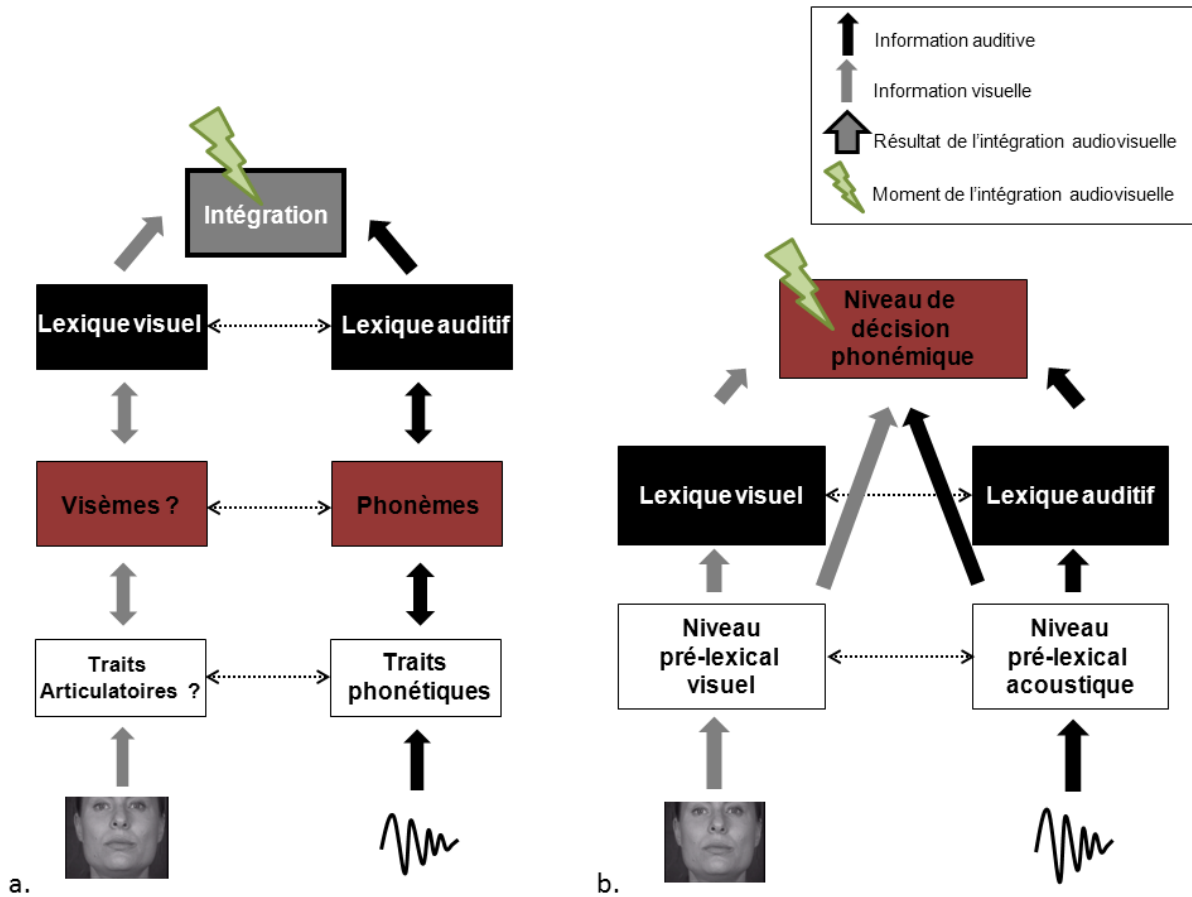 Information auditive
Information visuelle
Résultat de l'intégration audiovisuelle
Moment de l'intégration audiovisuelle
Intégration
Lexique visuel
Lexique auditif
Visèmes ?
Phonèmes
Traits
Articulatoires ?
Traits
phonétiques
a.
Niveau de
décision
phonémique
Lexique visuel
Lexique auditif
Niveau
pré-lexical
visuel
Niveau
pré-lexical
acoustique
b.